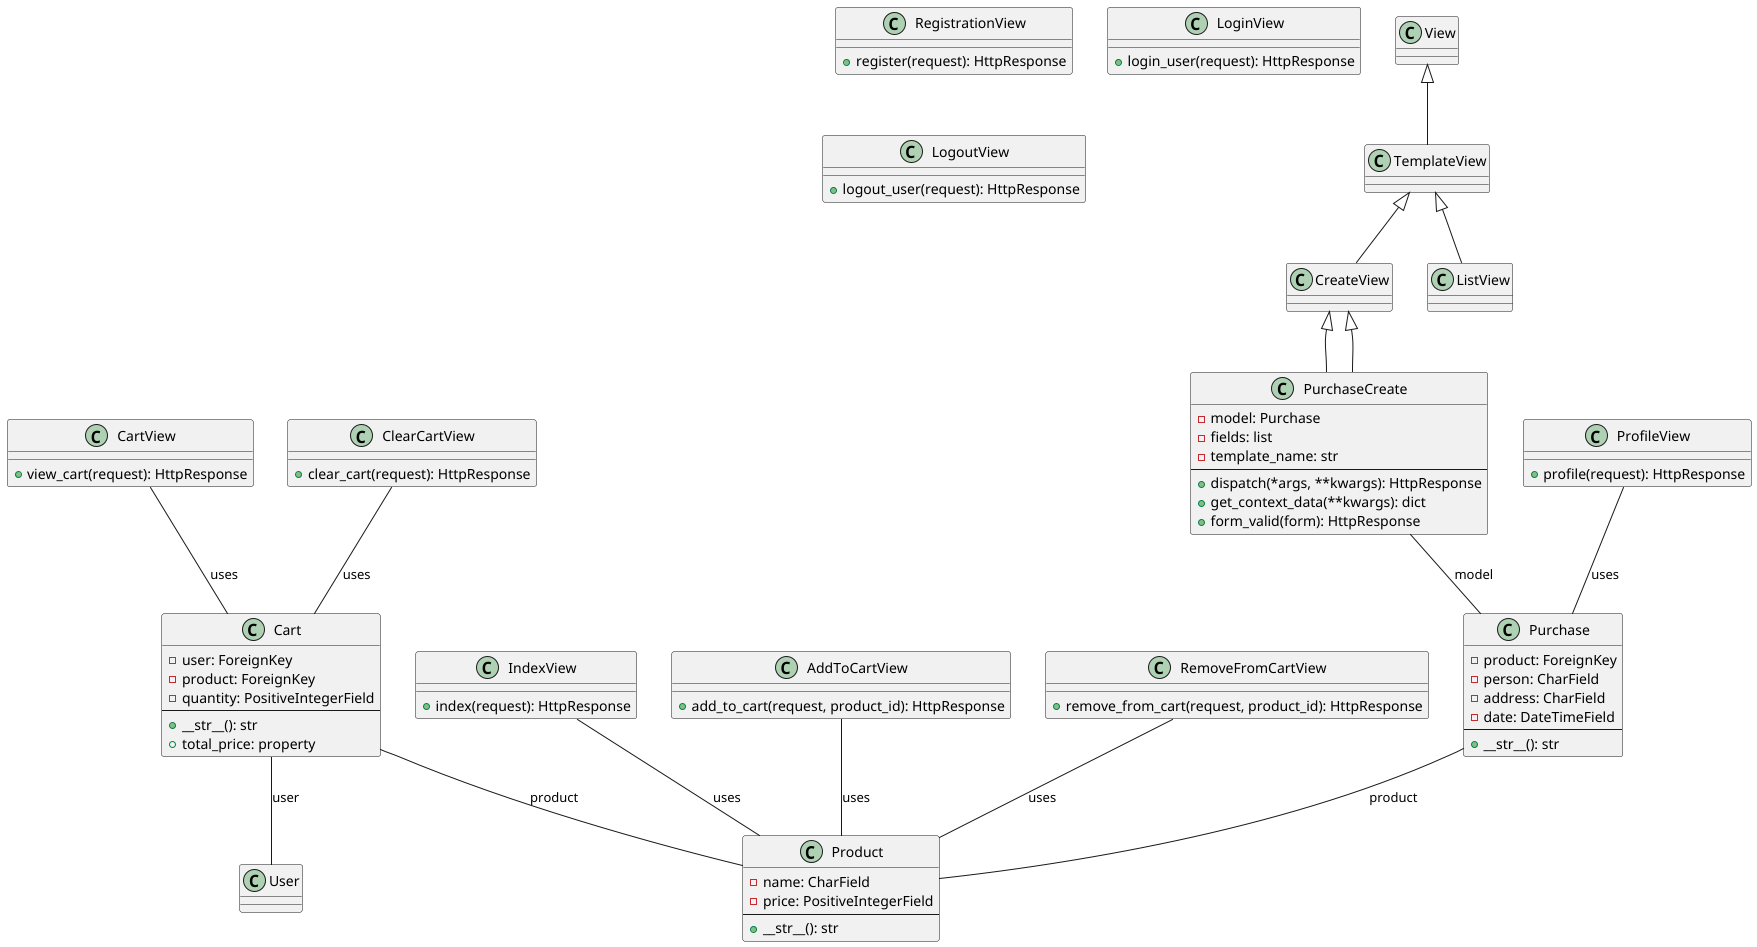 C RegistrationView
register(request): HttpResponse
C LoginView
login_user(request): HttpResponse
C View
C LogoutView
logout_user(request): HttpResponse
C TemplateView
C CreateView
C ListView
C PurchaseCreate
model: Purchase
fields: list
template_name: str
dispatch(*args, **kwargs): HttpResponse
get_context_data(**kwargs): dict
form_valid(form): HttpResponse
C CartView
view_cart(request): HttpResponse
C ClearCartView
clear_cart(request): HttpResponse
C ProfileView
profile(request): HttpResponse
uses
uses
model
uses
C Cart
user: ForeignKey
product: ForeignKey
quantity: PositiveIntegerField
__str__(): str
total_price: property
C IndexView
index(request): HttpResponse
C AddToCartView
add_to_cart(request, product_id): HttpResponse
C RemoveFromCartView
remove_from_cart(request, product_id): HttpResponse
C Purchase
product: ForeignKey
person: CharField
address: CharField
date: DateTimeField
__str__(): str
user
product
uses
uses
uses
product
C User
C Product
name: CharField
price: PositiveIntegerField
__str__(): str